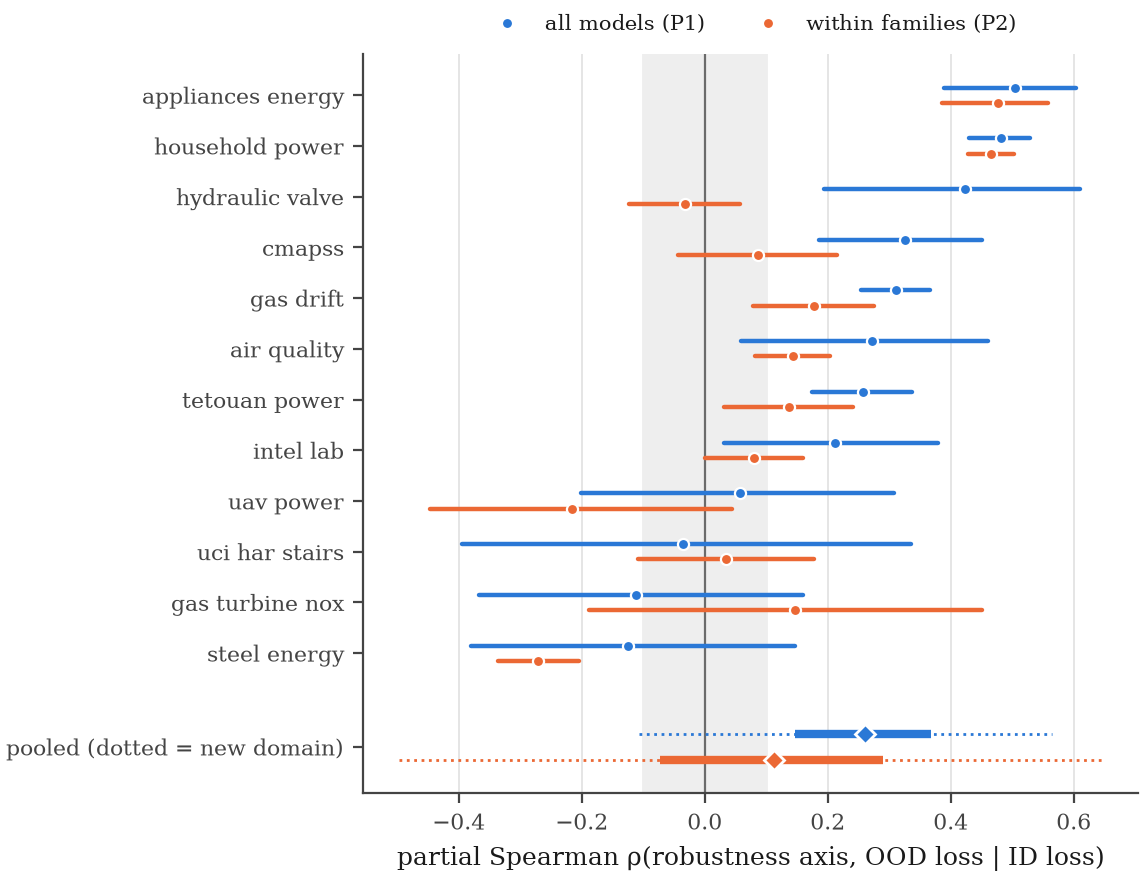 all models (P1) within families (P2)
appliances energy
household power
hydraulic valve
cmapss
gas drift
air quality
tetouan power
intel lab
uav power
uci har stairs
gas turbine nox
steel energy
pooled (dotted = new domain)
−0.4 −0.2 0.0 0.2 0.4 0.6
partial Spearman ρ(robustness axis, OOD loss | ID loss)